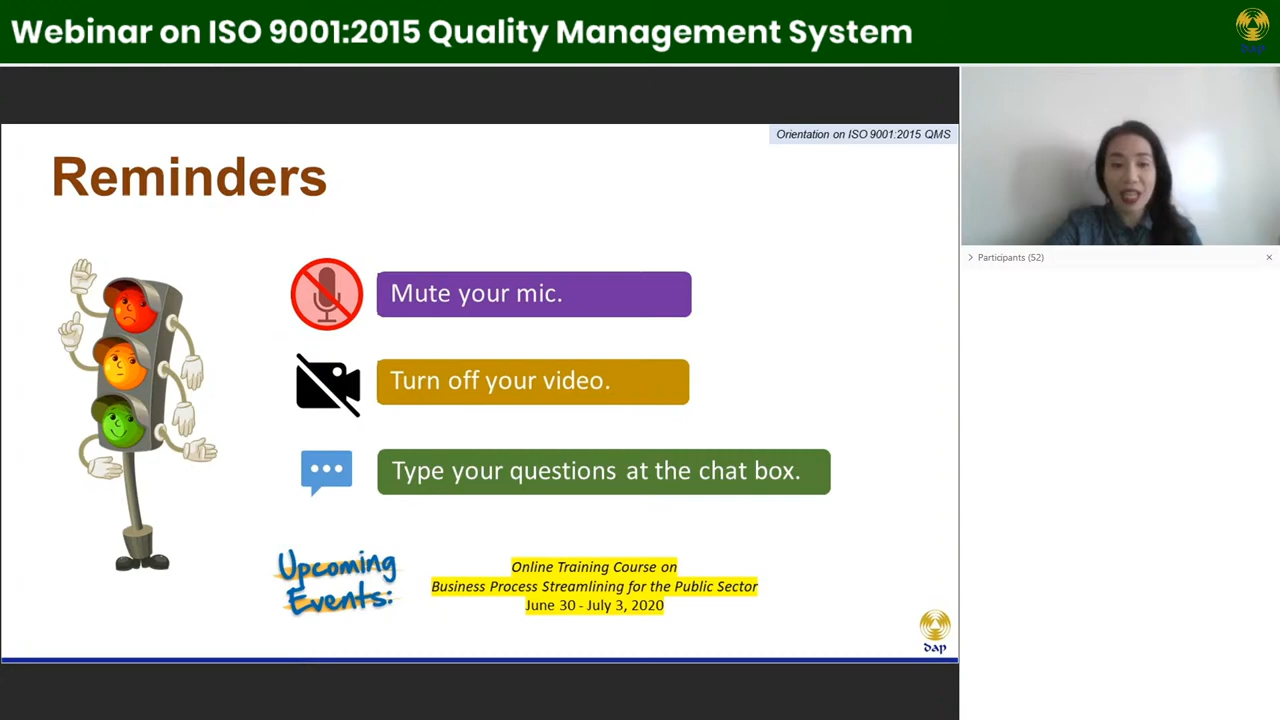 Webinar on ISO 9001:2015 Quality Management System
dap
Orientation on ISO 9001:2015 QMS
Reminders
Mute your mic.
Turn off your video.
Type your questions at the chat box.
Upcoming
Events:
Online Training Course on
Business Process Streamlining for the Public Sector
June 30 - July 3, 2020
dap
Participants (52)